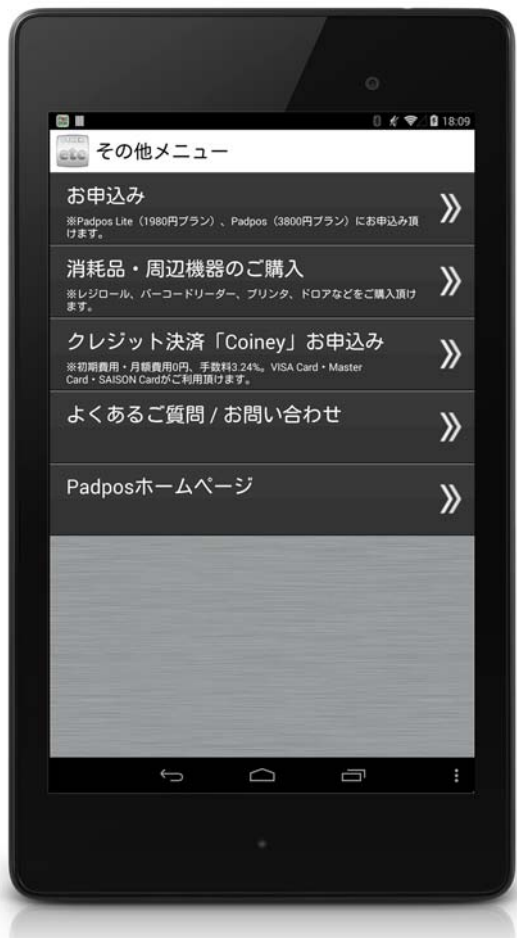 18:09
etc
その他メニュー
お申込み
※Padpos Lite（1980円プラン）、Padpos（3800円プラン）にお申込み頂
けます。
消耗品・周辺機器のご購入
※レジロール、バーコードリーダー、プリンタ、ドロアなどをご購入頂け
ます。
クレジット決済「Coiney」お申込み
※初期費用・月額費用0円、手数料3.24%。VISA Card・Master
Card・SAISON Cardがご利用頂けます。
よくあるご質問 / お問い合わせ
Padposホームページ